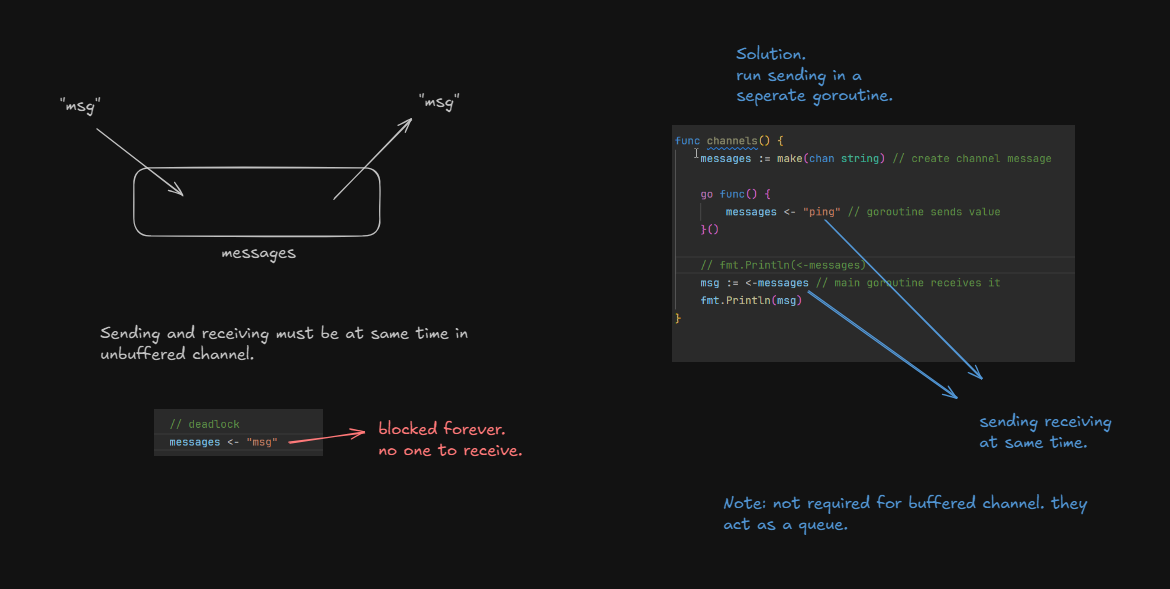 "msg"
"msg"
messages
Sending and receiving must be at same time in
unbuffered channel.
// deadlock
messages <- "msg"
blocked forever.
no one to receive.
Solution.
run sending in a
seperate goroutine.
func channels() {
messages := make(chan string) // create channel message
go func() {
messages <- "ping" // goroutine sends value
}()
// fmt.Println(<-messages)
msg := <-messages // main goroutine receives it
fmt.Println(msg)
}
sending receiving
at same time.
Note: not required for buffered channel. they
act as a queue.